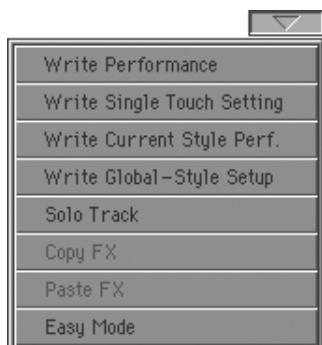 Write Performance
Write Single Touch Setting
Write Current Style Perf.
Write Global-Style Setup
Solo Track
Copy FX
Paste FX
Easy Mode